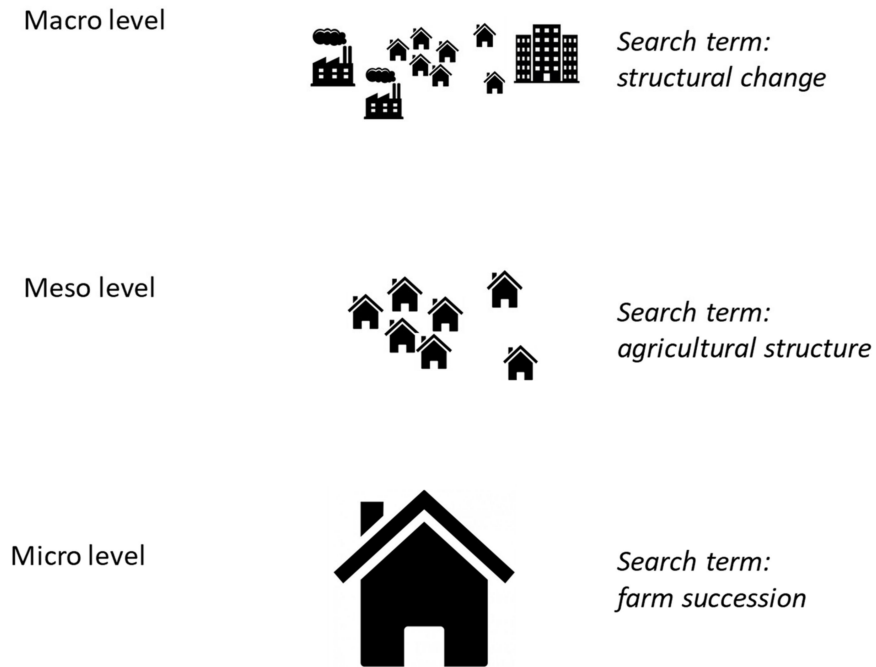 Macro level
Search term:
structural change
Meso level
Search term:
agricultural structure
Micro level
Search term:
farm succession